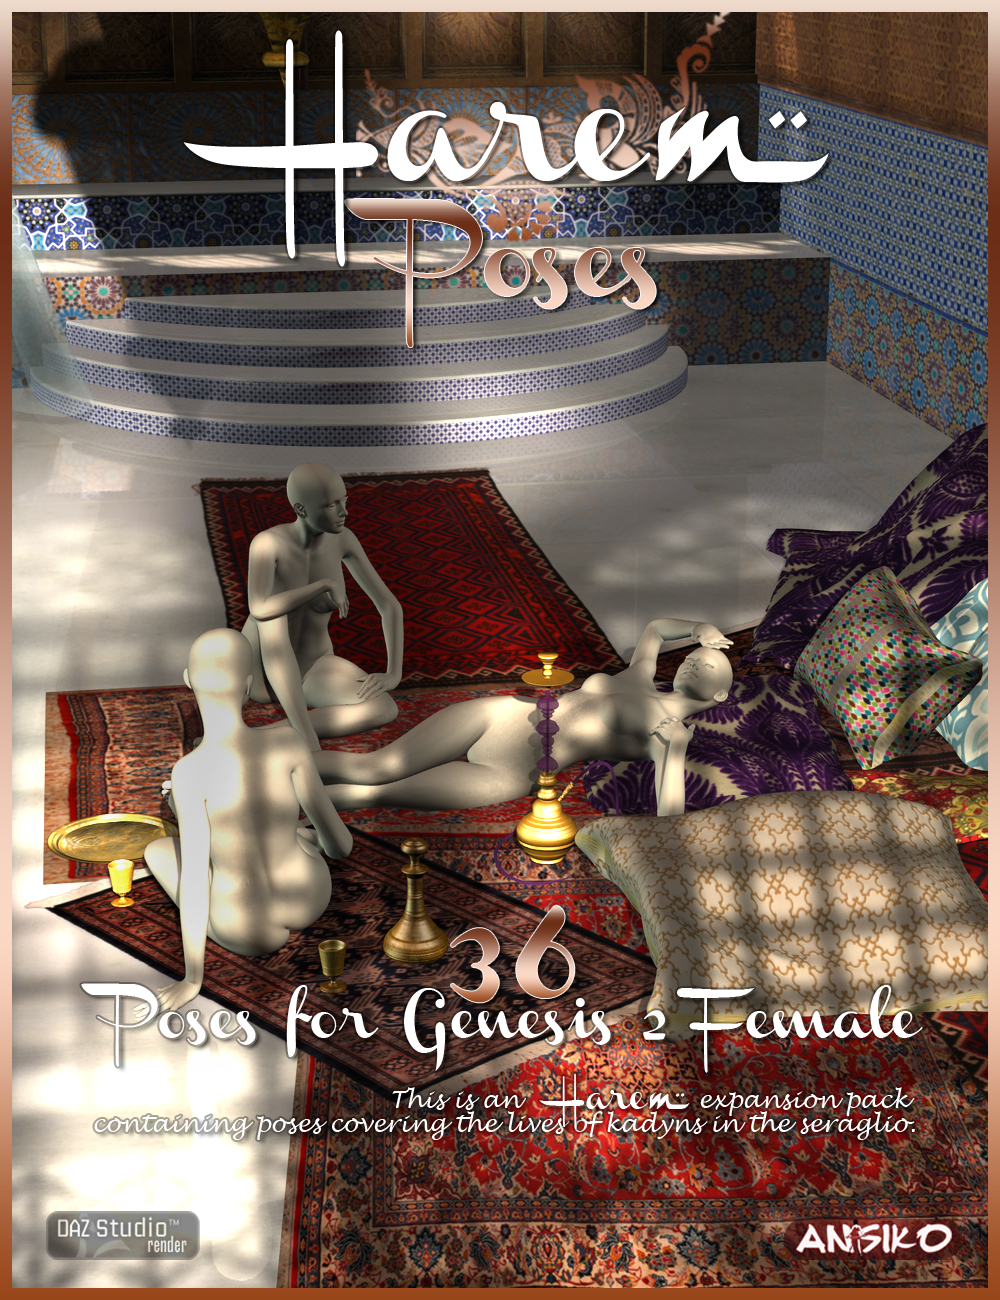 Harem
Poses
36
Poses for Genesis 2 Female
This is an Harem expansion pack
containing poses covering the lives of kadyns in the seraglio.
DAZ Studio™
render
ANSIKO